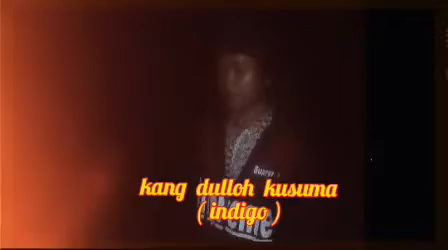 kang dulloh kusuma
( indigo )